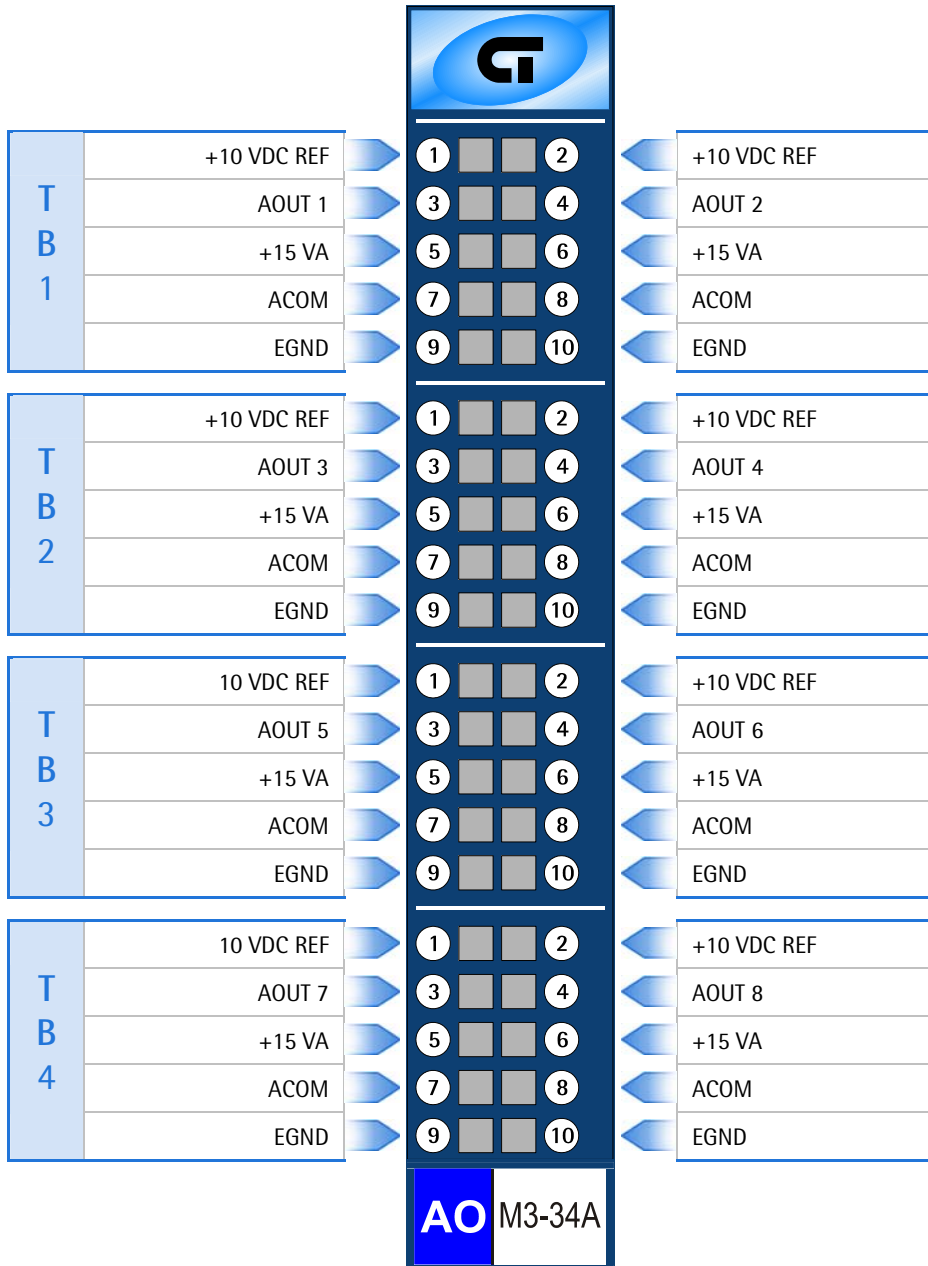 CT
T
B
1
+10 VDC REF 1 2 +10 VDC REF
AOUT 1 3 4 AOUT 2
+15 VA 5 6 +15 VA
ACOM 7 8 ACOM
EGND 9 10 EGND
T
B
2
+10 VDC REF 1 2 +10 VDC REF
AOUT 3 3 4 AOUT 4
+15 VA 5 6 +15 VA
ACOM 7 8 ACOM
EGND 9 10 EGND
T
B
3
10 VDC REF 1 2 +10 VDC REF
AOUT 5 3 4 AOUT 6
+15 VA 5 6 +15 VA
ACOM 7 8 ACOM
EGND 9 10 EGND
T
B
4
10 VDC REF 1 2 +10 VDC REF
AOUT 7 3 4 AOUT 8
+15 VA 5 6 +15 VA
ACOM 7 8 ACOM
EGND 9 10 EGND
AO M3-34A